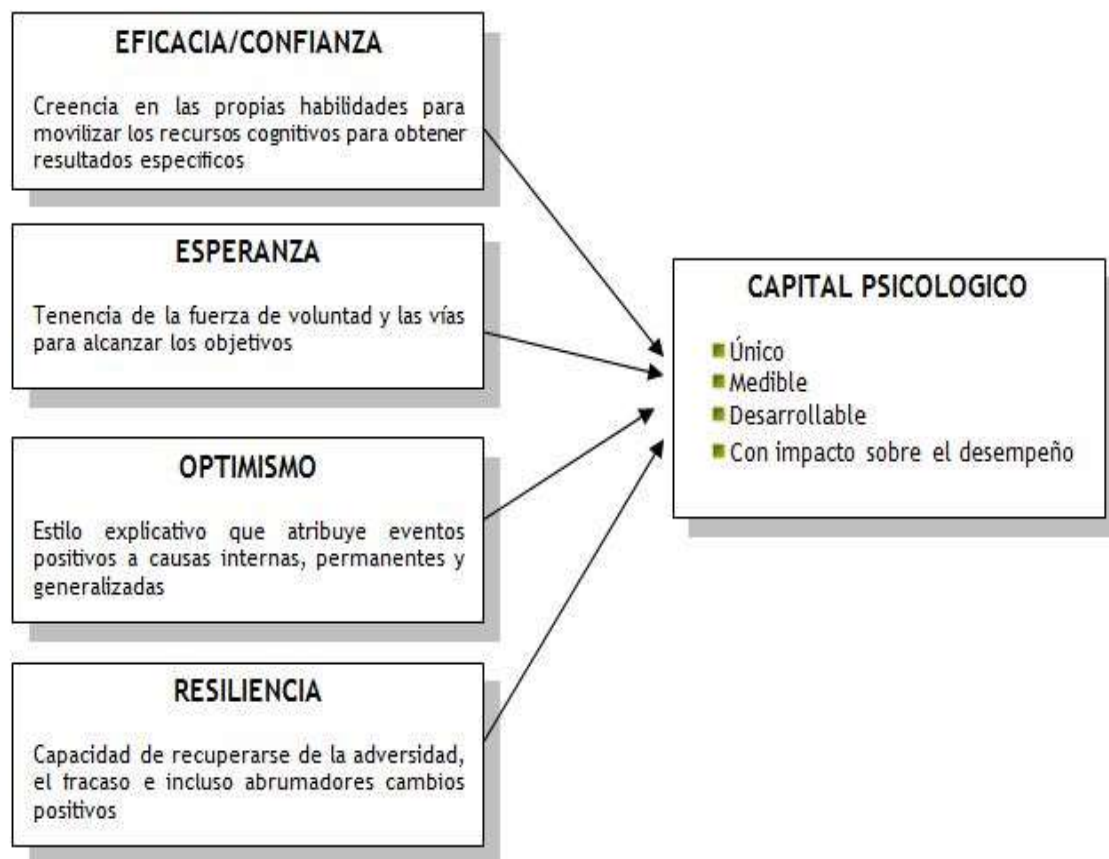 EFICACIA/CONFIANZA
Creencia en las propias habilidades para
movilizar los recursos cognitivos para obtener
resultados específicos
ESPERANZA
Tenencia de la fuerza de voluntad y las vías
para alcanzar los objetivos
OPTIMISMO
Estilo explicativo que atribuye eventos
positivos a causas internas, permanentes y
generalizadas
RESILIENCIA
Capacidad de recuperarse de la adversidad,
el fracaso e incluso abrumadores cambios
positivos
CAPITAL PSICOLOGICO
Único
Medible
Desarrollable
Con impacto sobre el desempeño